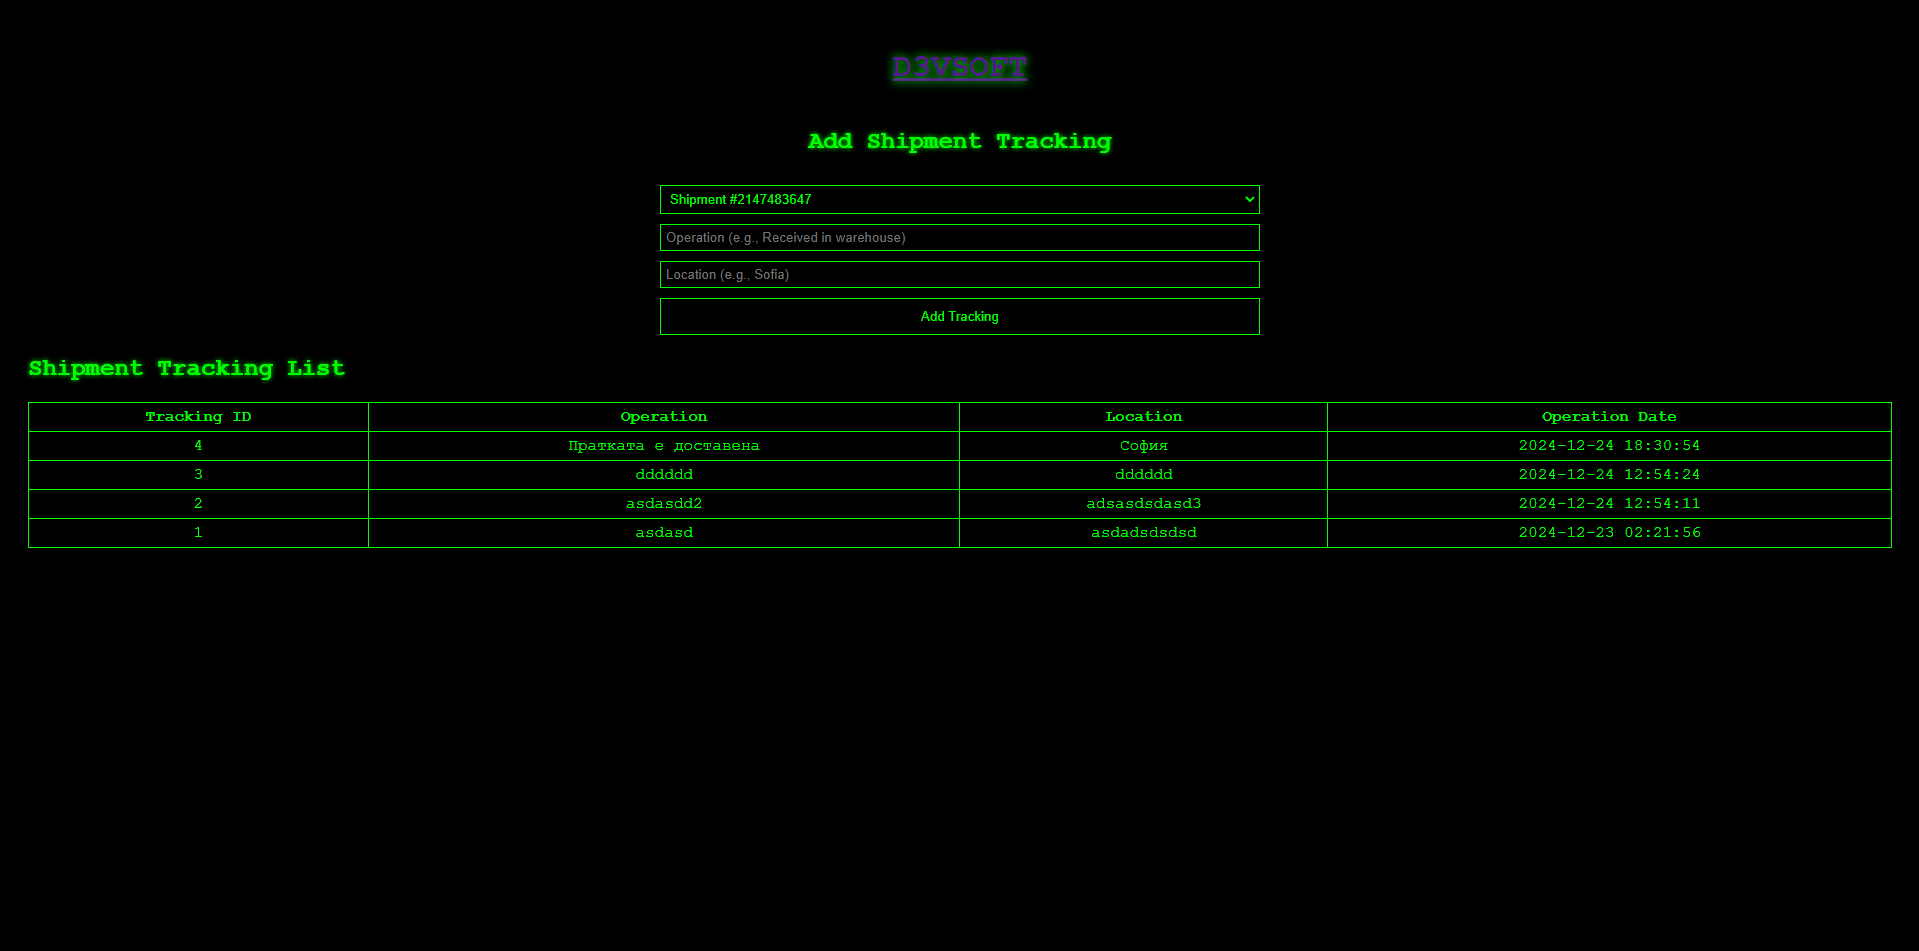 D3VSOFT
Add Shipment Tracking
Shipment #2147483647
Operation (e.g., Received in warehouse)
Location (e.g., Sofia)
Add Tracking
Shipment Tracking List
Tracking ID Operation Location Operation Date
4 Пратката е доставена София 2024-12-24 18:30:54
3 dddddd dddddd 2024-12-24 12:54:24
2 asdasdd2 adsasdsdasd3 2024-12-24 12:54:11
1 asdasd asdadsdsdsd 2024-12-23 02:21:56